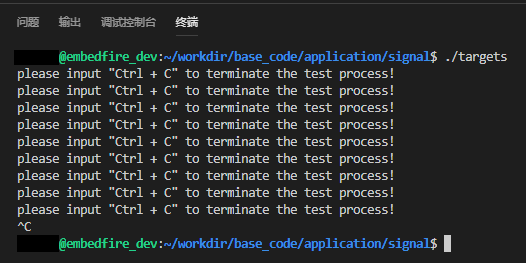 问题 输出 调试控制台 终端
@embedfire_dev:~/workdir/base_code/application/signal$ ./targets
please input "Ctrl + C" to terminate the test process!
please input "Ctrl + C" to terminate the test process!
please input "Ctrl + C" to terminate the test process!
please input "Ctrl + C" to terminate the test process!
please input "Ctrl + C" to terminate the test process!
please input "Ctrl + C" to terminate the test process!
please input "Ctrl + C" to terminate the test process!
please input "Ctrl + C" to terminate the test process!
please input "Ctrl + C" to terminate the test process!
^C
@embedfire_dev:~/workdir/base_code/application/signal$